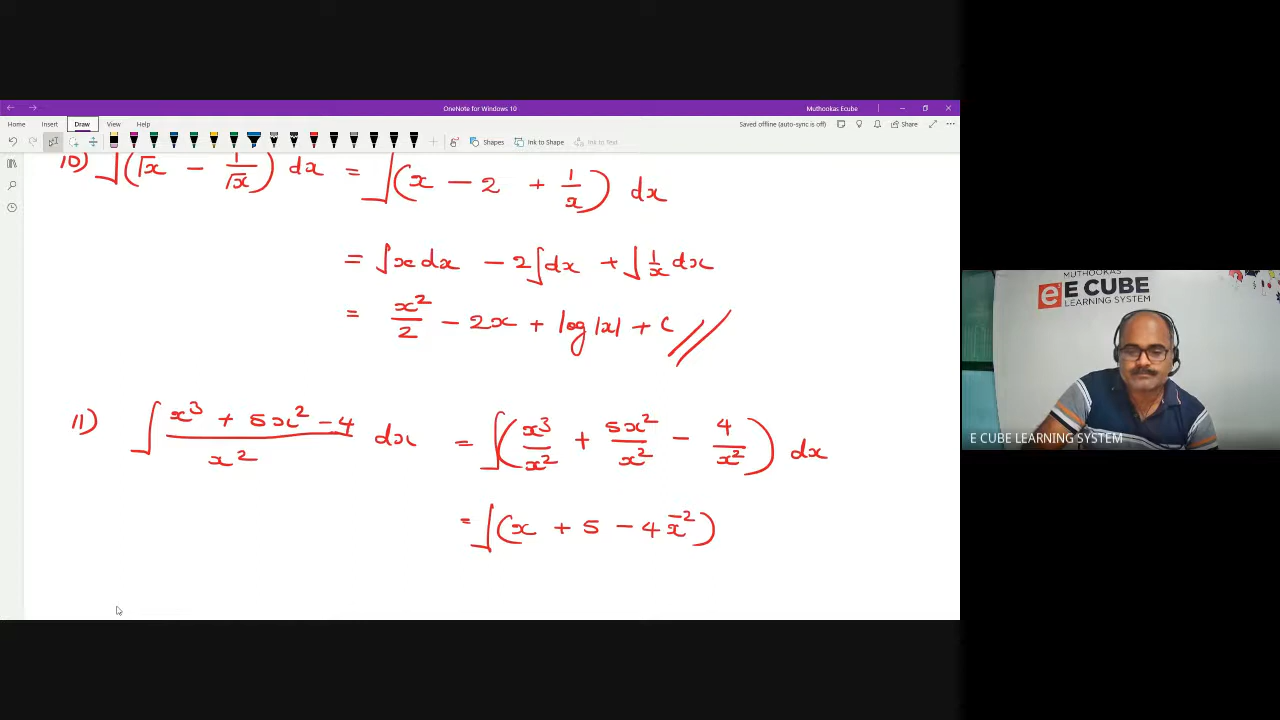 OneNote for Windows 10
Muthookas Ecube
Home Insert Draw View Help
Saved offline (auto-sync is off)
Share
Shapes
Ink to Shape
Ink to Text
10) ∫(√x − 1/√x) dx = ∫(x − 2 + 1/x) dx
= ∫x dx − 2∫dx + ∫1/x dx
= x²/2 − 2x + log|x| + C //
11) ∫ (x³ + 5x² − 4)/x² dx = ∫(x³/x² + 5x²/x² − 4/x²) dx
= ∫(x + 5 − 4x⁻²)
MUTHOOKAS
e E CUBE
LEARNING SYSTEM
MUTHOOKAS
E CUBE LEARNING SYSTEM